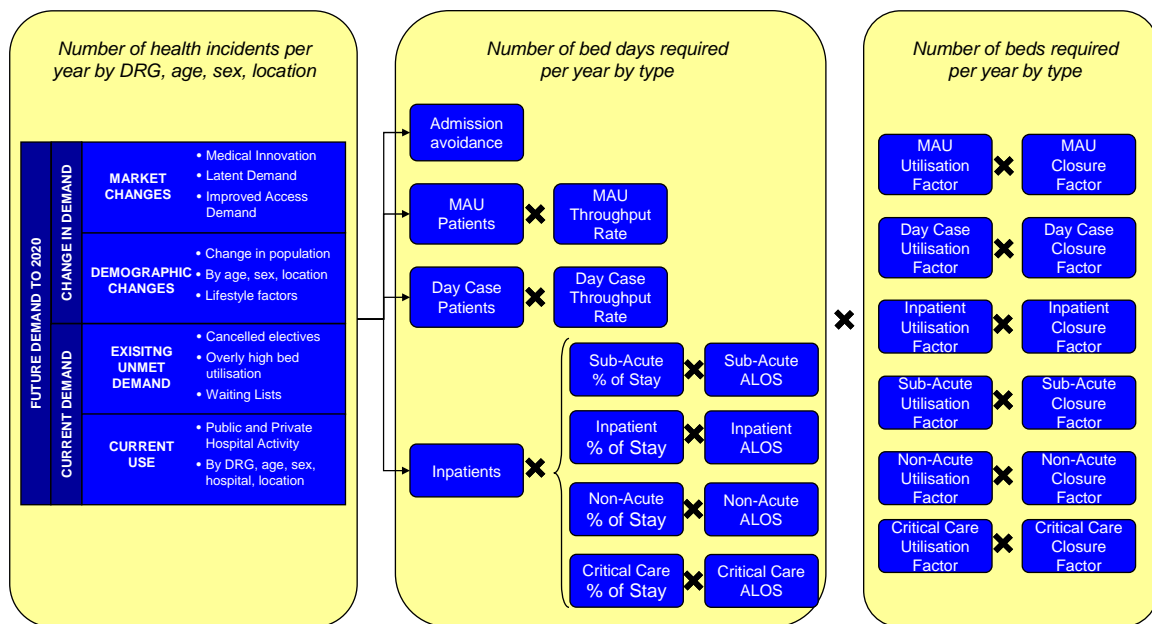 Number of health incidents per
year by DRG, age, sex, location
FUTURE DEMAND TO 2020
CHANGE IN DEMAND
MARKET
CHANGES
• Medical Innovation
• Latent Demand
• Improved Access
Demand
DEMOGRAPHIC
CHANGES
• Change in population
• By age, sex, location
• Lifestyle factors
CURRENT DEMAND
EXISITNG
UNMET
DEMAND
• Cancelled electives
• Overly high bed
utilisation
• Waiting Lists
CURRENT
USE
• Public and Private
Hospital Activity
• By DRG, age, sex,
hospital, location
Number of bed days required
per year by type
Admission
avoidance
MAU
Patients
MAU
Throughput
Rate
Day Case
Patients
Day Case
Throughput
Rate
Inpatients
Sub-Acute
% of Stay
Sub-Acute
ALOS
Inpatient
% of Stay
Inpatient
ALOS
Non-Acute
% of Stay
Non-Acute
ALOS
Critical Care
% of Stay
Critical Care
ALOS
Number of beds required
per year by type
MAU
Utilisation
Factor
MAU
Closure
Factor
Day Case
Utilisation
Factor
Day Case
Closure
Factor
Inpatient
Utilisation
Factor
Inpatient
Closure
Factor
Sub-Acute
Utilisation
Factor
Sub-Acute
Closure
Factor
Non-Acute
Utilisation
Factor
Non-Acute
Closure
Factor
Critical Care
Utilisation
Factor
Critical Care
Closure
Factor